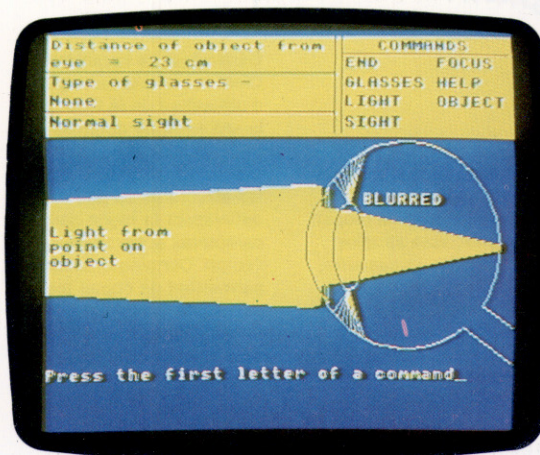 Distance of object from
eye = 23 cm
Type of glasses -
None
Normal sight
COMMANDS
END FOCUS
GLASSES HELP
LIGHT OBJECT
SIGHT
BLURRED
Light from
point on
object
Press the first letter of a command_